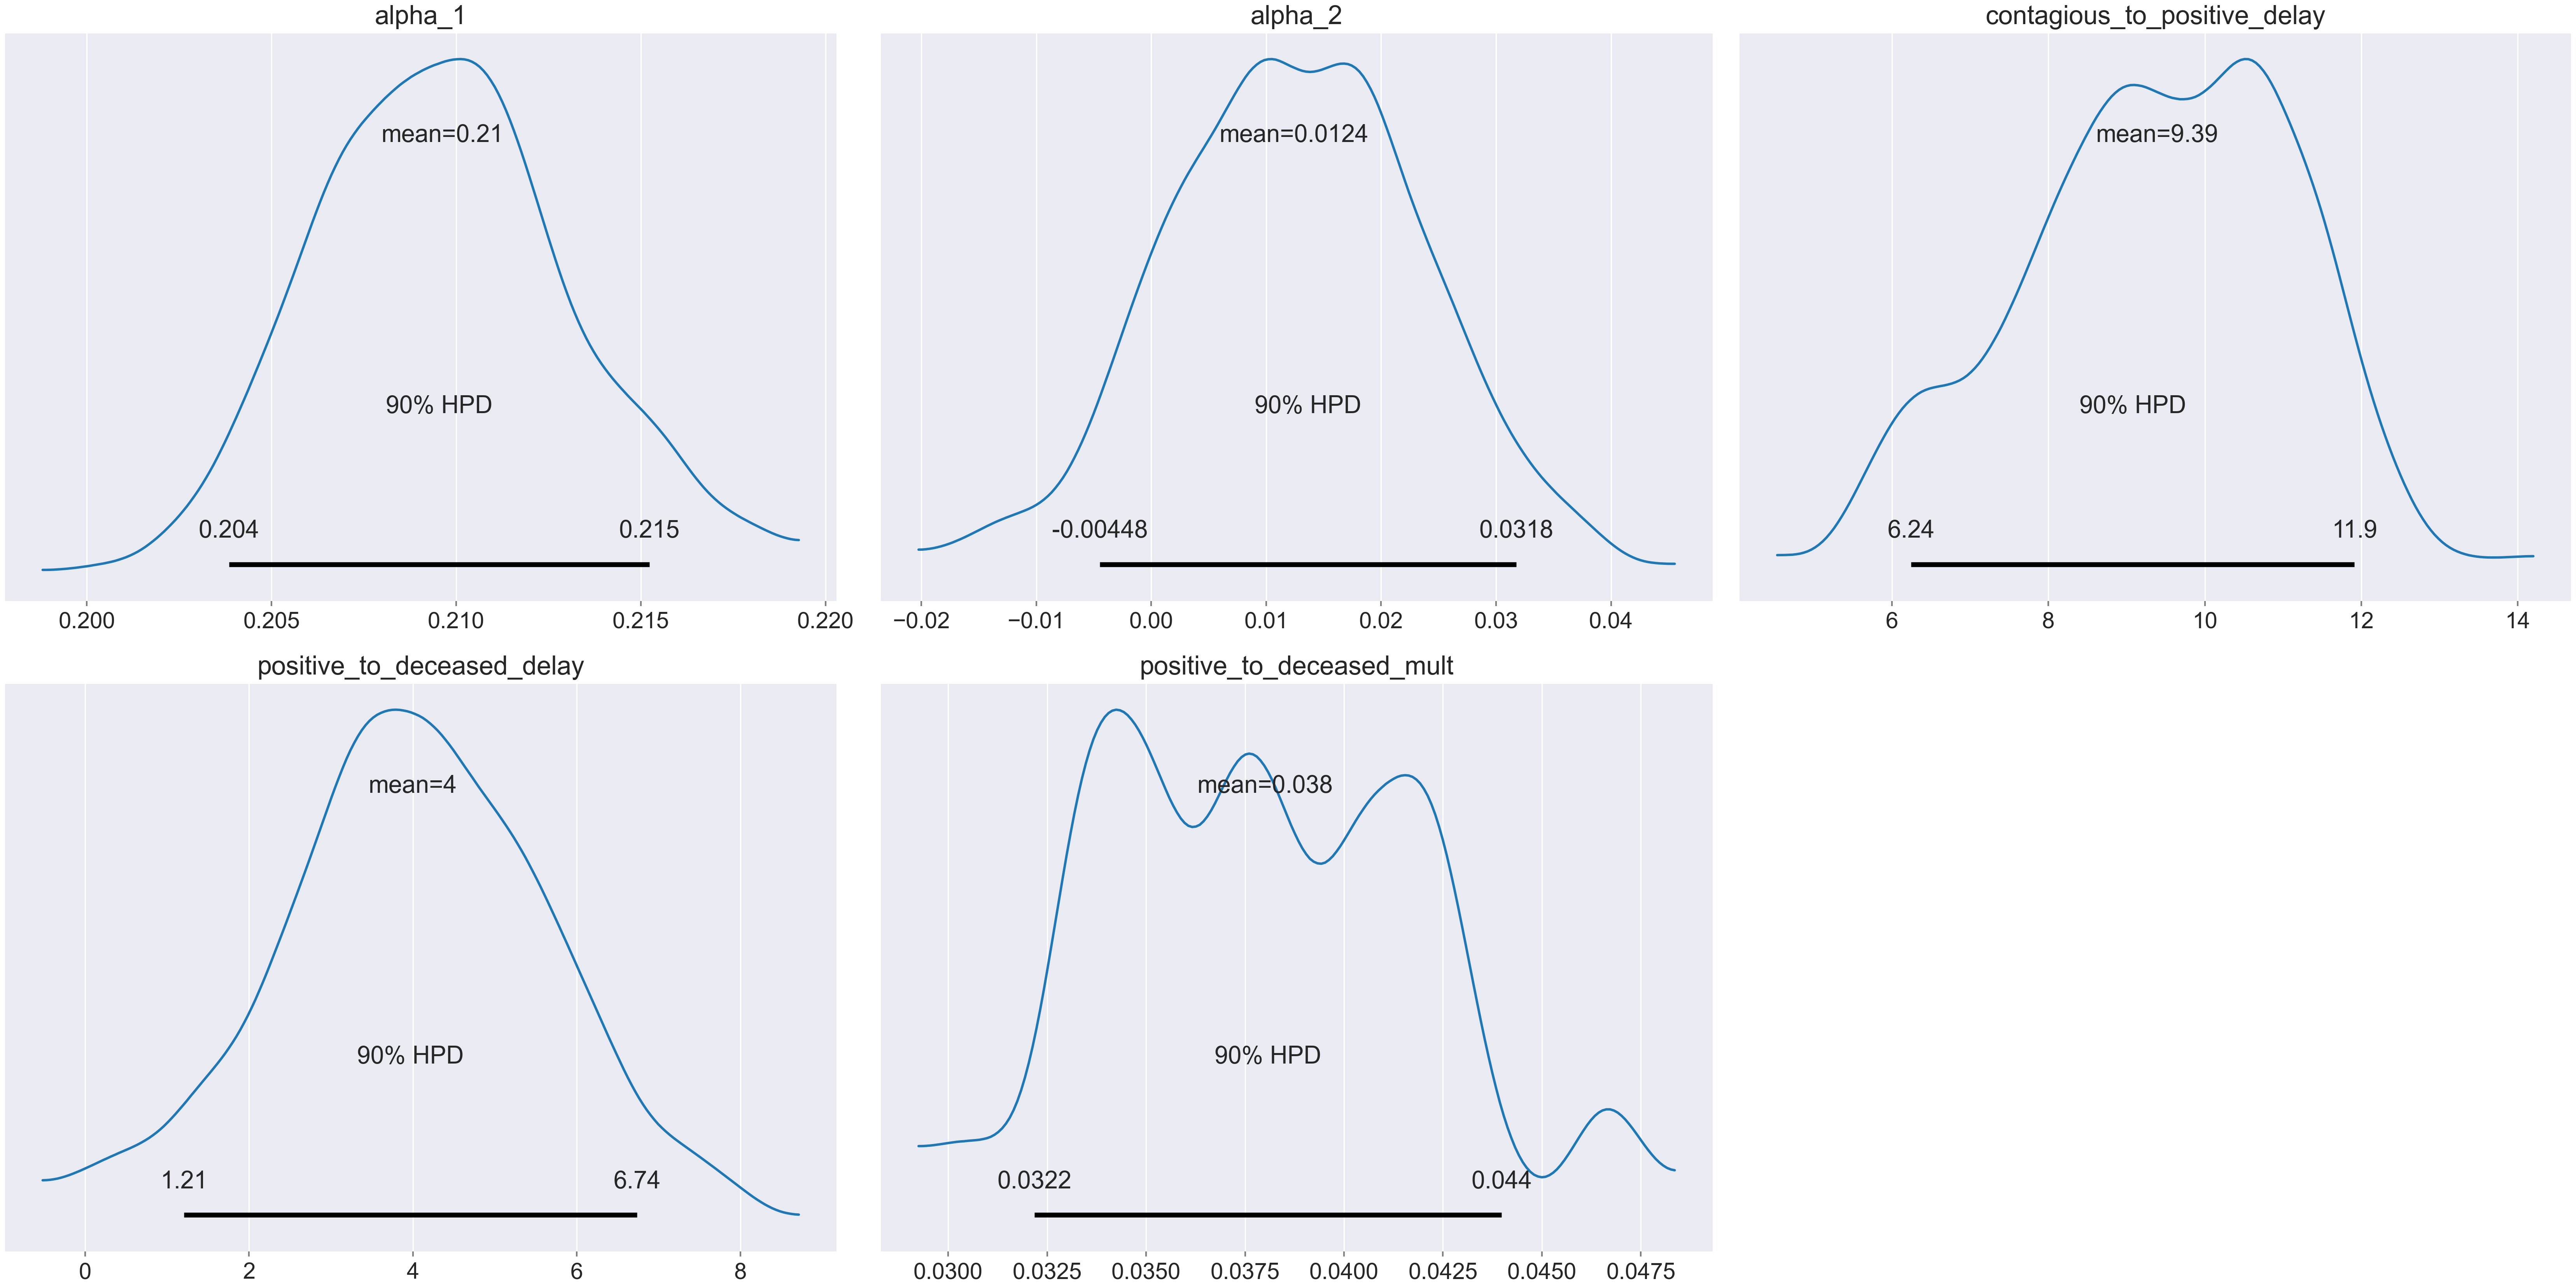 alpha_1
mean=0.21
90% HPD
0.204 0.215
0.200 0.205 0.210 0.215 0.220
alpha_2
mean=0.0124
90% HPD
-0.00448 0.0318
−0.02 −0.01 0.00 0.01 0.02 0.03 0.04
contagious_to_positive_delay
mean=9.39
90% HPD
6.24 11.9
6 8 10 12 14
positive_to_deceased_delay
mean=4
90% HPD
1.21 6.74
0 2 4 6 8
positive_to_deceased_mult
mean=0.038
90% HPD
0.0322 0.044
0.0300 0.0325 0.0350 0.0375 0.0400 0.0425 0.0450 0.0475